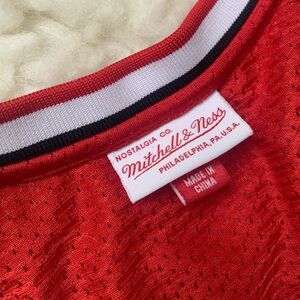 NOSTALGIA CO.
Mitchell & Ness
PHILADELPHIA, PA. U.S.A.
MADE IN
CHINA